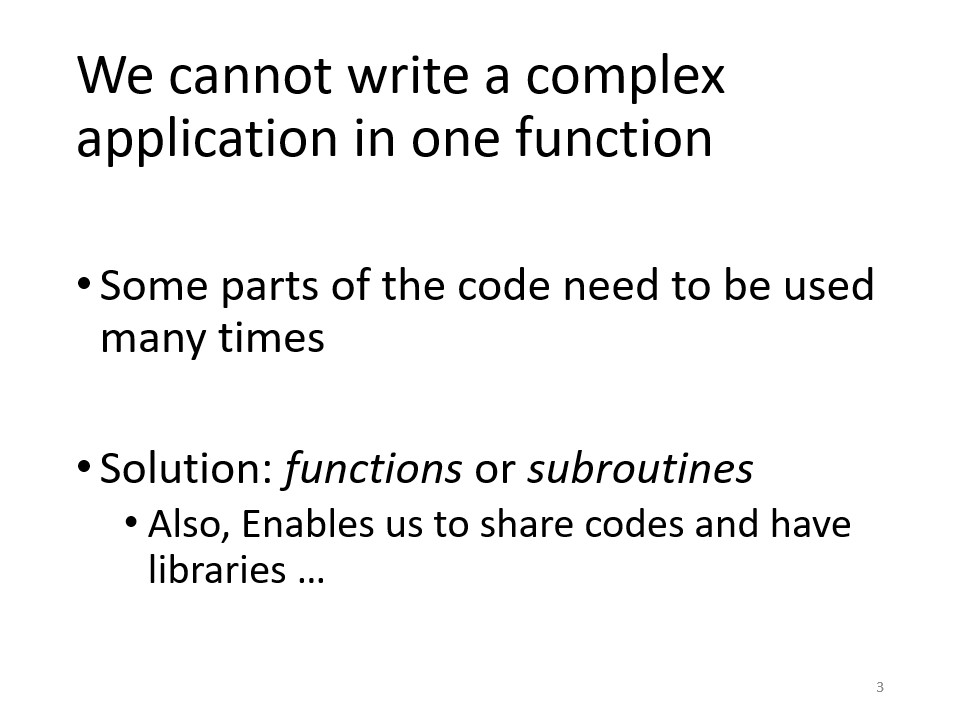 We cannot write a complex
application in one function
• Some parts of the code need to be used
many times
• Solution: functions or subroutines
• Also, Enables us to share codes and have
libraries …
3